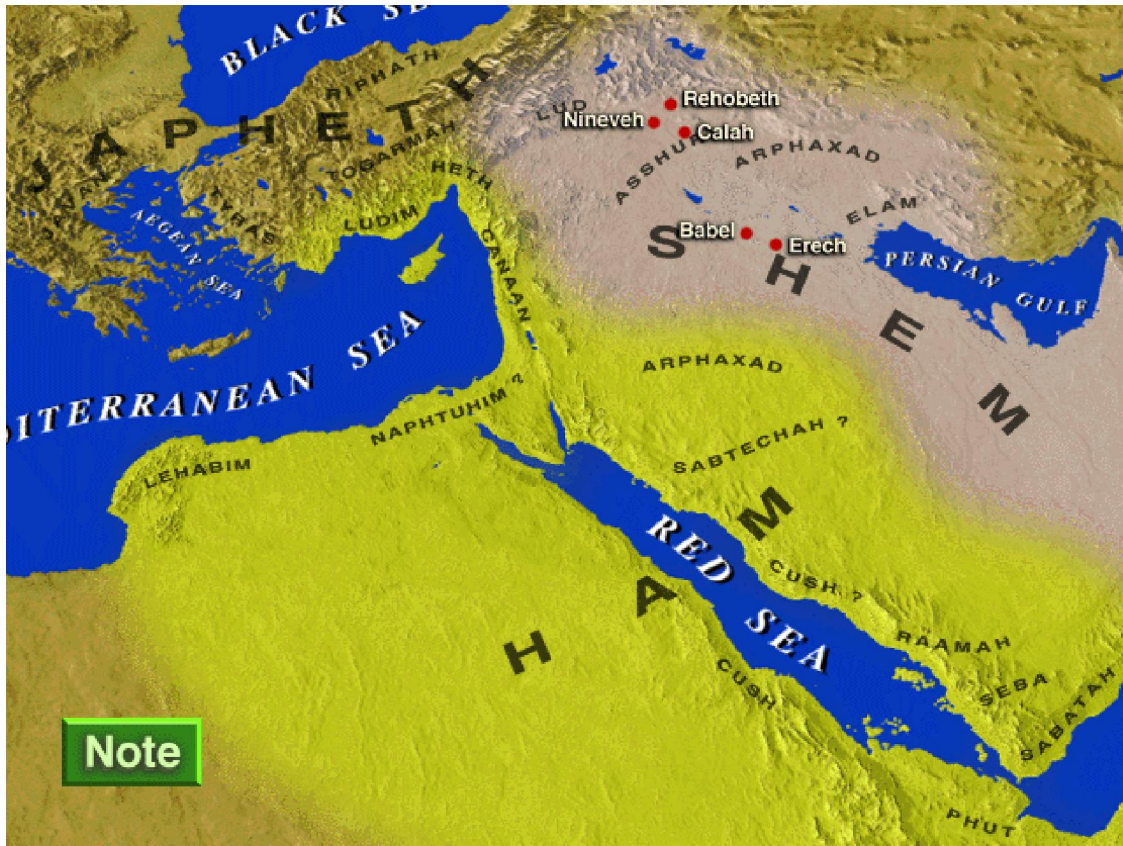 BLACK SE
RIPHATH
JAPHETH
LUD
Rehobeth
Nineveh
Calah
ASSHUR
ARPHAXAD
TOGARMAH
HETH
JAVAN
TYRAS
LUDIM
AEGEAN SEA
CANAAN
ELAM
Babel
Erech
SHEM
PERSIAN GULF
DITERRANEAN SEA
ARPHAXAD
NAPHTUHIM ?
SABTECHAH ?
LEHABIM
HAM
RED SEA
CUSH ?
RAAMAH
SEBA
SABATAH
CUSH
PHUT
Note